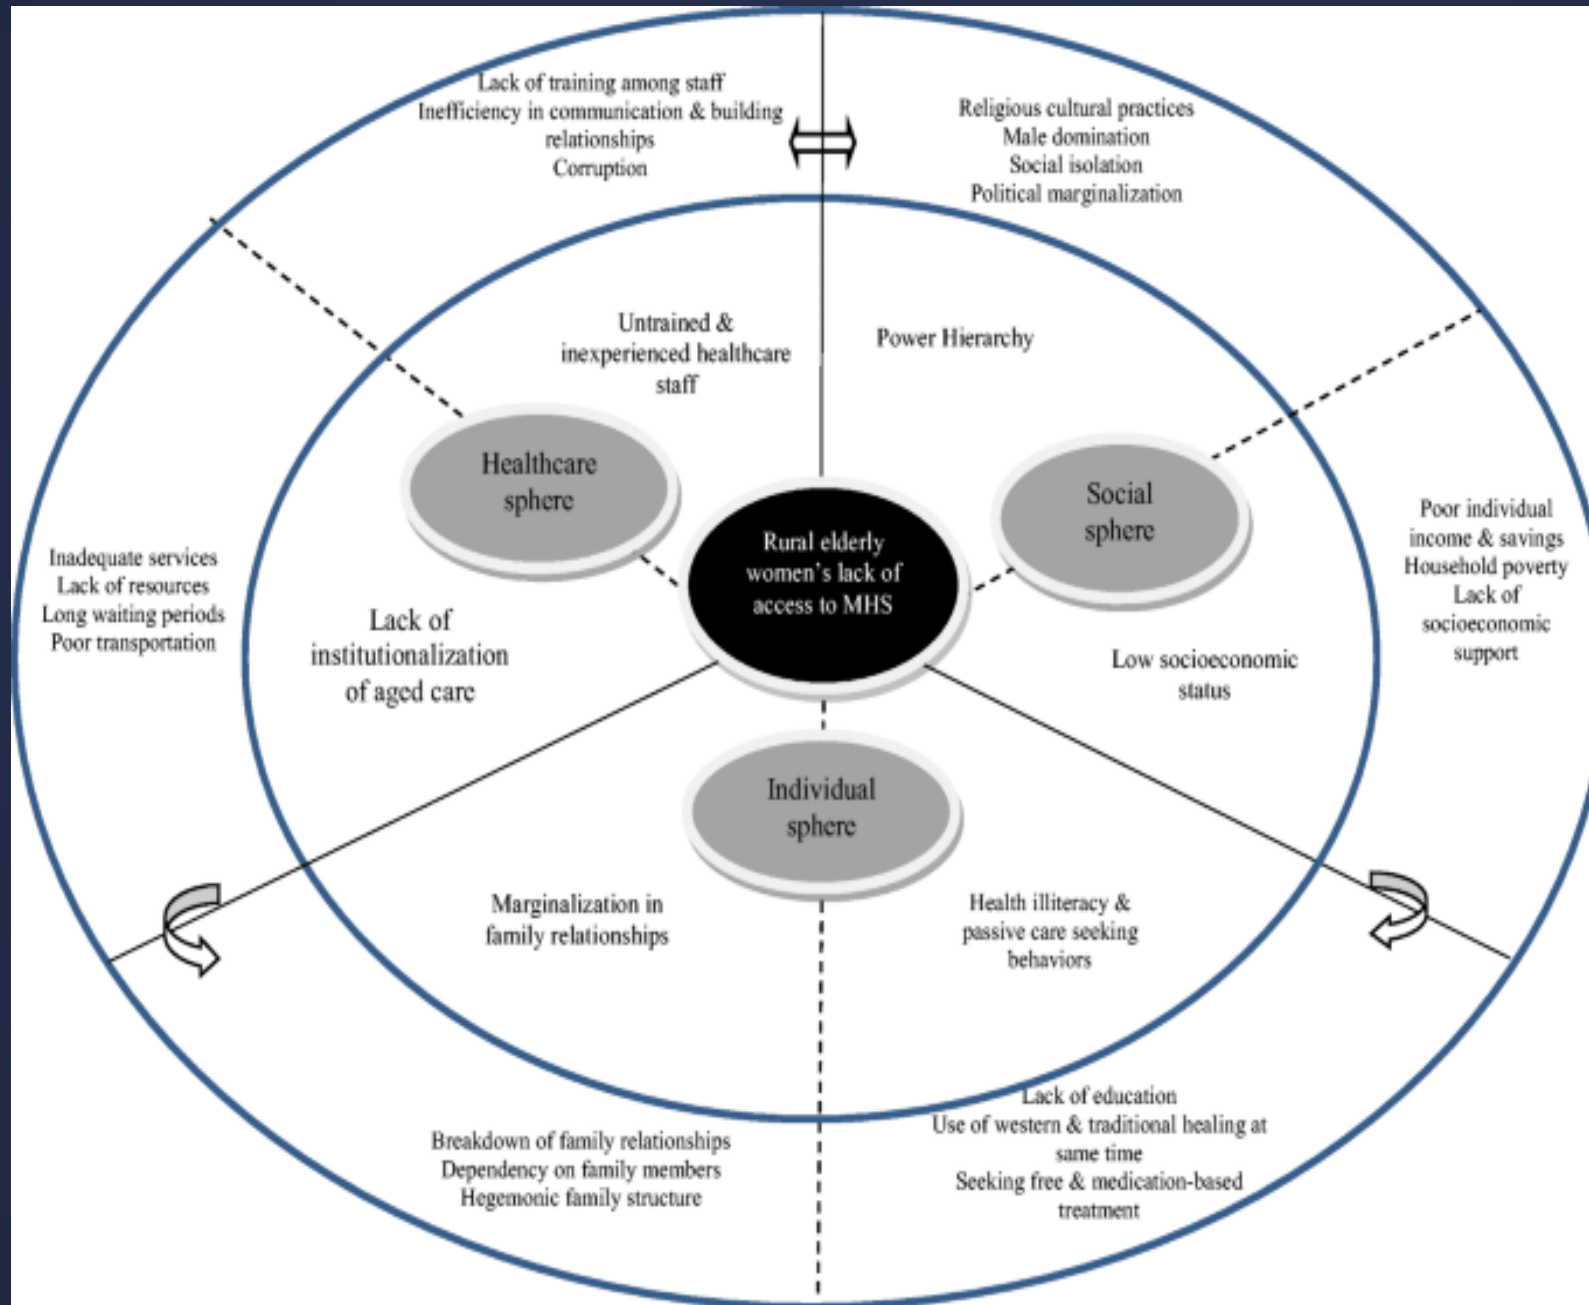 Lack of training among staff
Inefficiency in communication & building
relationships
Corruption
Religious cultural practices
Male domination
Social isolation
Political marginalization
Untrained &
inexperienced healthcare
staff
Power Hierarchy
Healthcare
sphere
Social
sphere
Rural elderly
women's lack of
access to MHS
Inadequate services
Lack of resources
Long waiting periods
Poor transportation
Lack of
institutionalization
of aged care
Low socioeconomic
status
Poor individual
income & savings
Household poverty
Lack of
socioeconomic
support
Individual
sphere
Marginalization in
family relationships
Health illiteracy &
passive care seeking
behaviors
Breakdown of family relationships
Dependency on family members
Hegemonic family structure
Lack of education
Use of western & traditional healing at
same time
Seeking free & medication-based
treatment